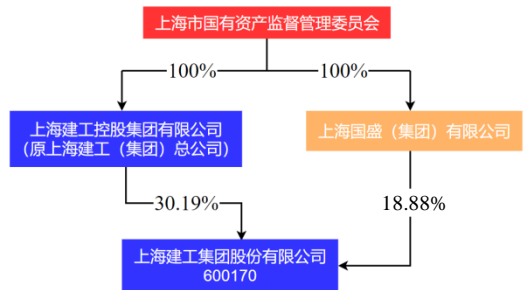 上海市国有资产监督管理委员会
100%
100%
上海建工控股集团有限公司
（原上海建工（集团）总公司）
上海国盛（集团）有限公司
30.19%
18.88%
上海建工集团股份有限公司
600170